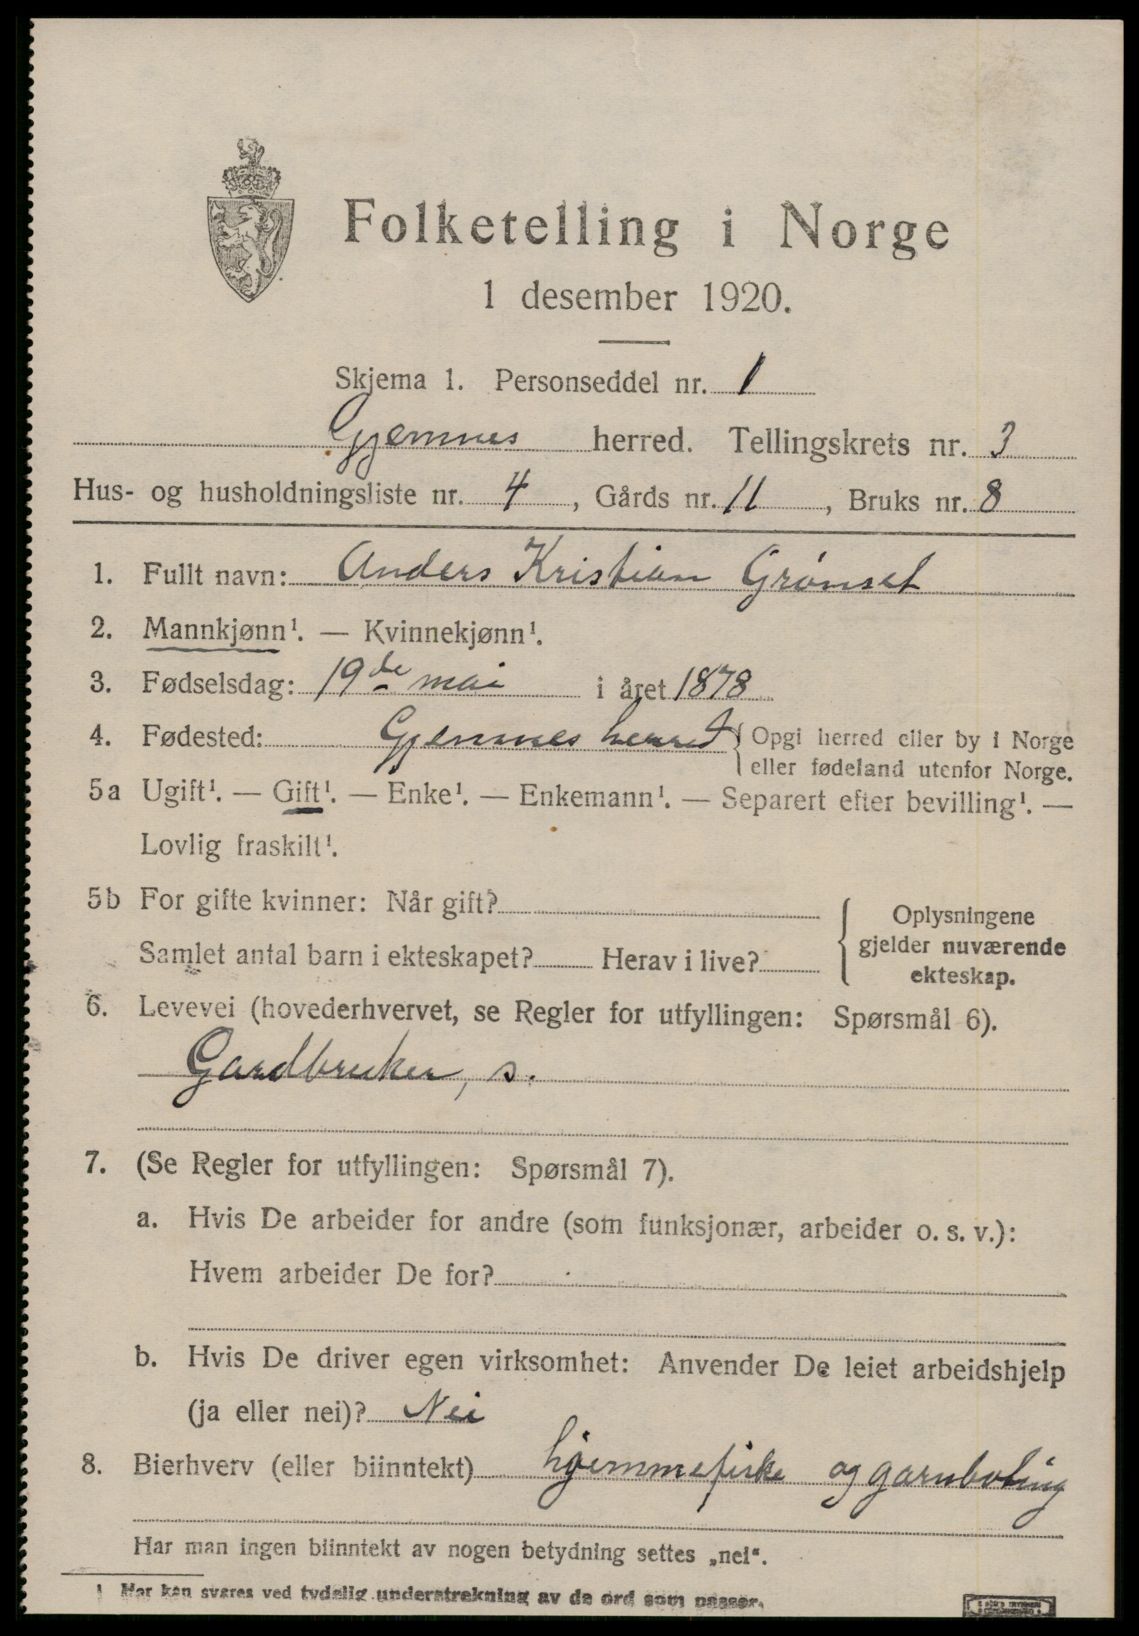 Folketelling i Norge
1 desember 1920.
Skjema 1. Personseddel nr. 1
Gjemnes herred. Tellingskrets nr. 3
Hus- og husholdningsliste nr. 4, Gårds nr. 11, Bruks nr. 8
1. Fullt navn: Anders Kristian Grønset
2. Mannkjønn¹. — Kvinnekjønn¹.
3. Fødselsdag: 19de mai i året 1878
4. Fødested: Gjemnes herred { Opgi herred eller by i Norge
eller fødeland utenfor Norge.
5a Ugift¹. — Gift¹. — Enke¹. — Enkemann¹. — Separert efter bevilling¹. —
Lovlig fraskilt¹.
5b For gifte kvinner: Når gift?
Samlet antal barn i ekteskapet? Herav i live?
{ Oplysningene
gjelder nuværende
ekteskap.
6. Levevei (hovederhvervet, se Regler for utfyllingen: Spørsmål 6).
Gardbruker, s.
7. (Se Regler for utfyllingen: Spørsmål 7).
a. Hvis De arbeider for andre (som funksjonær, arbeider o. s. v.):
Hvem arbeider De for?
b. Hvis De driver egen virksomhet: Anvender De leiet arbeidshjelp
(ja eller nei)? Nei
8. Bierhverv (eller biinntekt) hjemmefiske og garnbøting
Har man ingen biinntekt av nogen betydning settes „nei“.
¹ Her kan svares ved tydelig understrekning av de ord som passer.